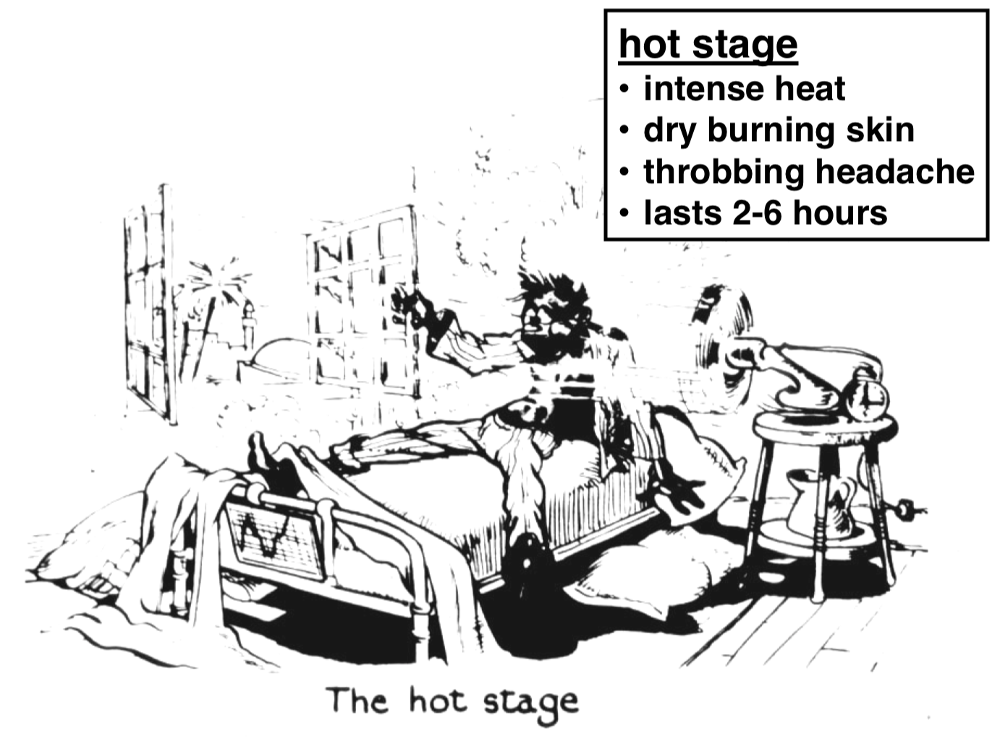 hot stage
• intense heat
• dry burning skin
• throbbing headache
• lasts 2-6 hours
The hot stage